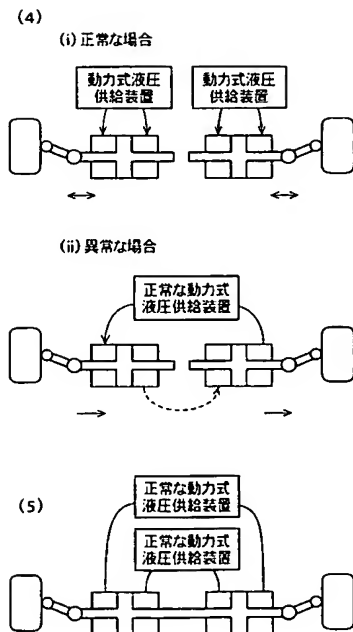 (4)
(i) 正常な場合
動力式液圧
供給装置
動力式液圧
供給装置
(ii) 異常な場合
正常な動力式
液圧供給装置
(5)
正常な動力式
液圧供給装置
正常な動力式
液圧供給装置